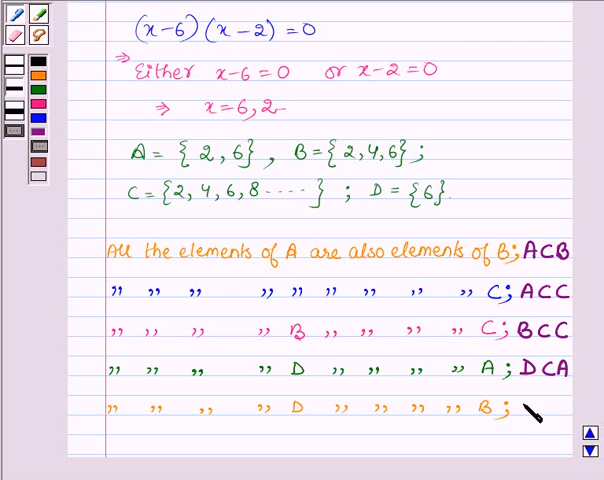 (x-6)(x-2)=0
⇒ Either x-6=0 or x-2=0
⇒ x=6,2
A={2,6}, B={2,4,6};
C={2,4,6,8-----}; D={6}.
All the elements of A are also elements of B; A⊂B
,, ,, ,, ,, ,, ,, ,, ,, ,, C; A⊂C
,, ,, ,, ,, B ,, ,, ,, ,, C; B⊂C
,, ,, ,, ,, D ,, ,, ,, ,, A; D⊂A
,, ,, ,, ,, D ,, ,, ,, ,, B;